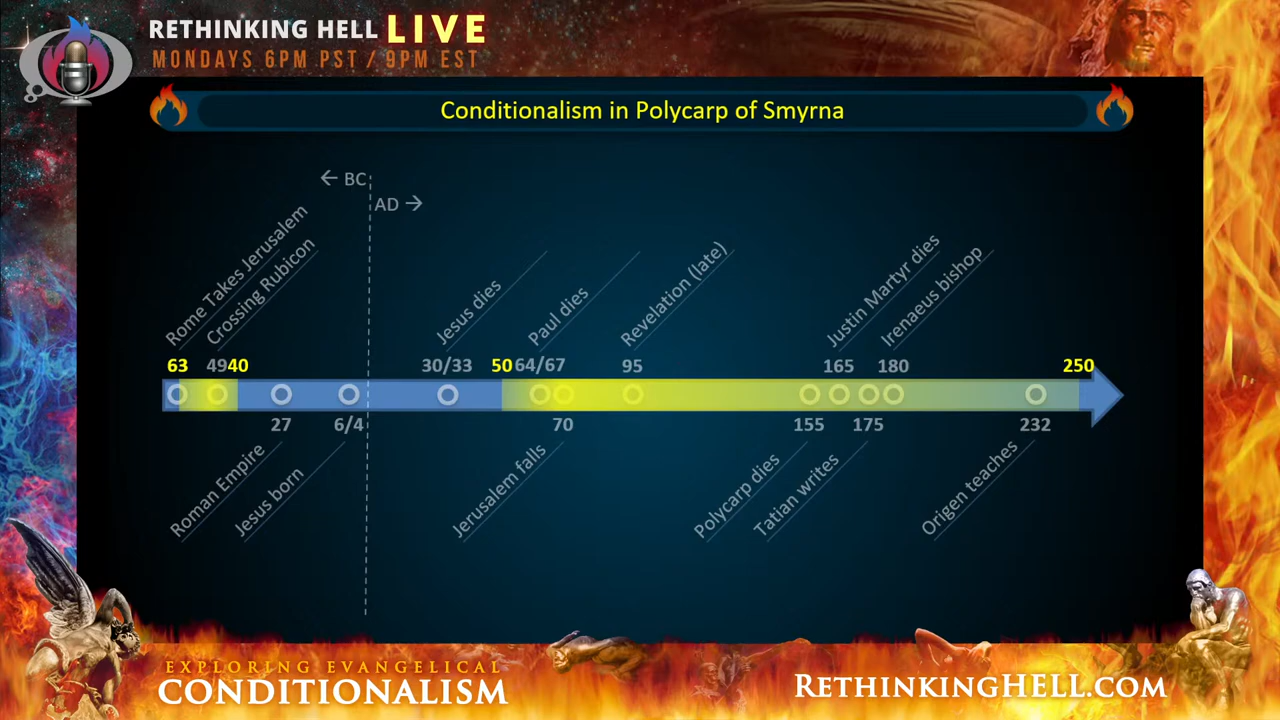 RETHINKING HELL LIVE
MONDAYS 6PM PST / 9PM EST
Conditionalism in Polycarp of Smyrna
← BC
AD →
Rome Takes Jerusalem
Crossing Rubicon
Jesus dies
Paul dies
Revelation (late)
Justin Martyr dies
Irenaeus bishop
63 49 40 30/33 50 64/67 95 165 180 250
27 6/4 70 155 175 232
Roman Empire
Jesus born
Jerusalem falls
Polycarp dies
Tatian writes
Origen teaches
EXPLORING EVANGELICAL
CONDITIONALISM
RETHINKINGHELL.COM